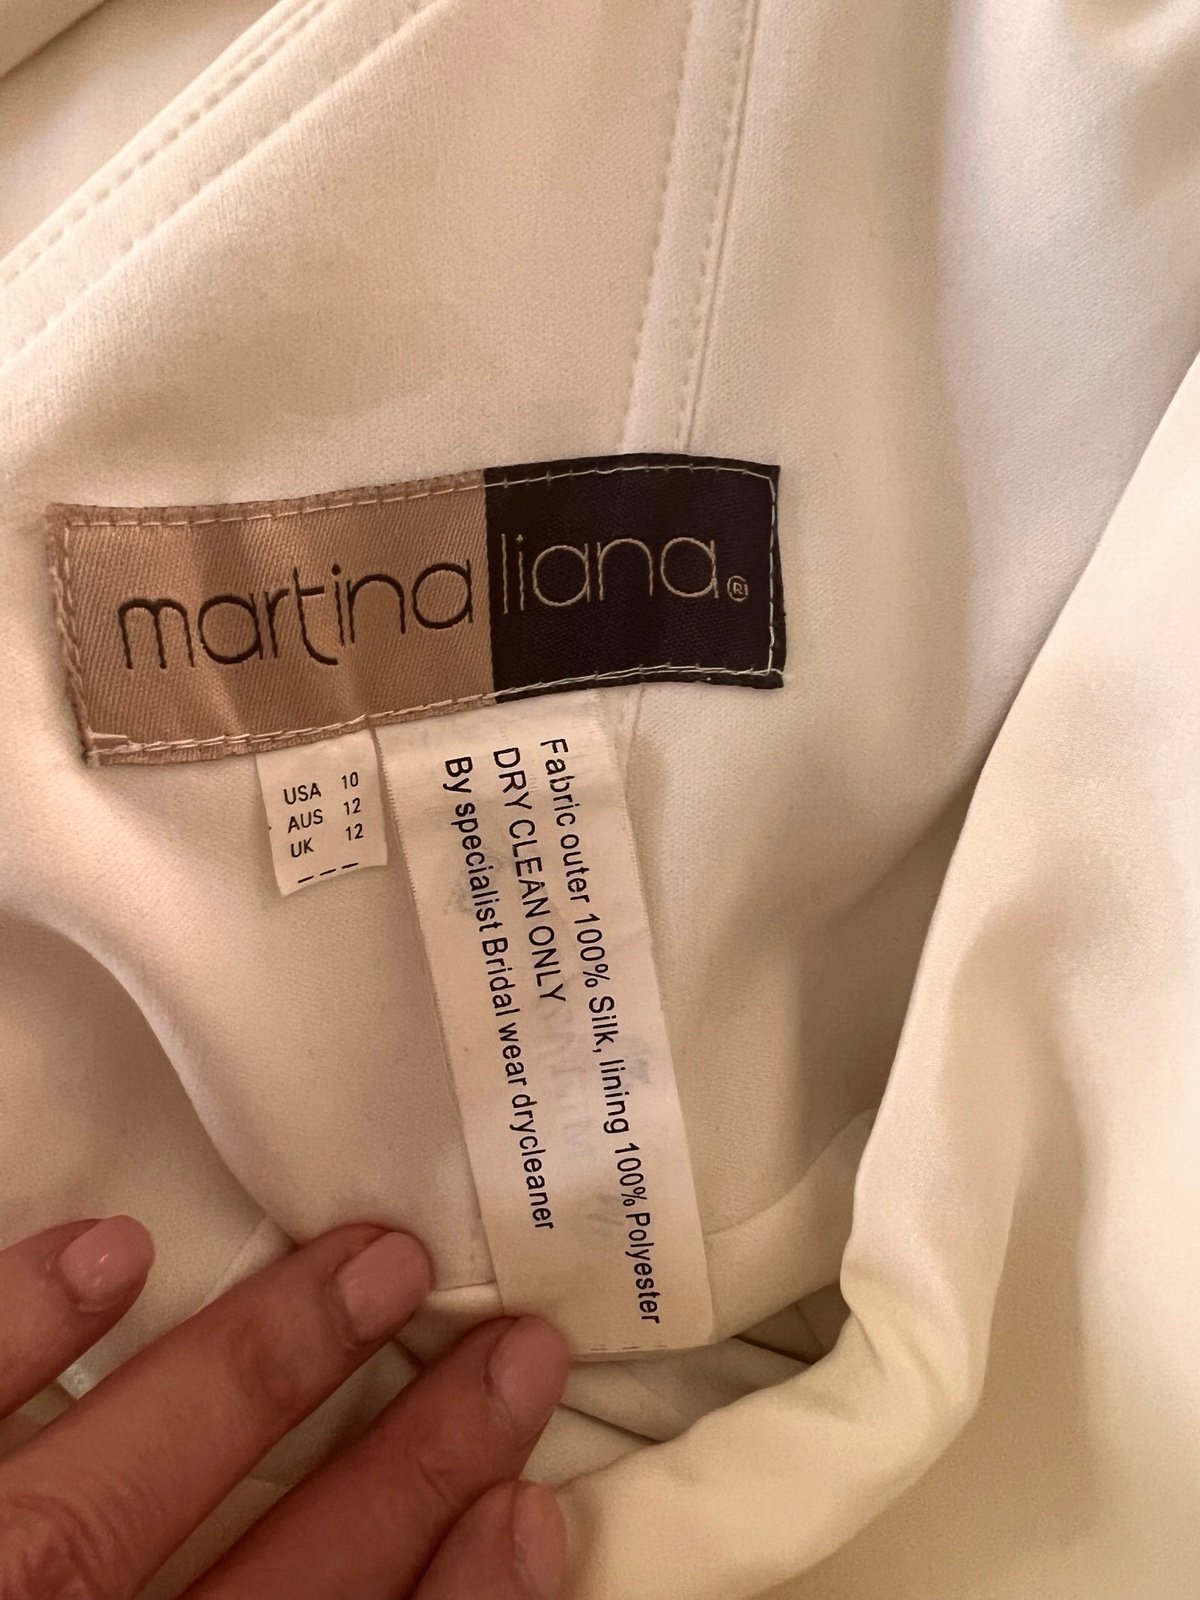 martina liana®
USA 10
AUS 12
UK 12
---
Fabric outer 100% Silk, lining 100% Polyester
DRY CLEAN ONLY
By specialist Bridal wear drycleaner